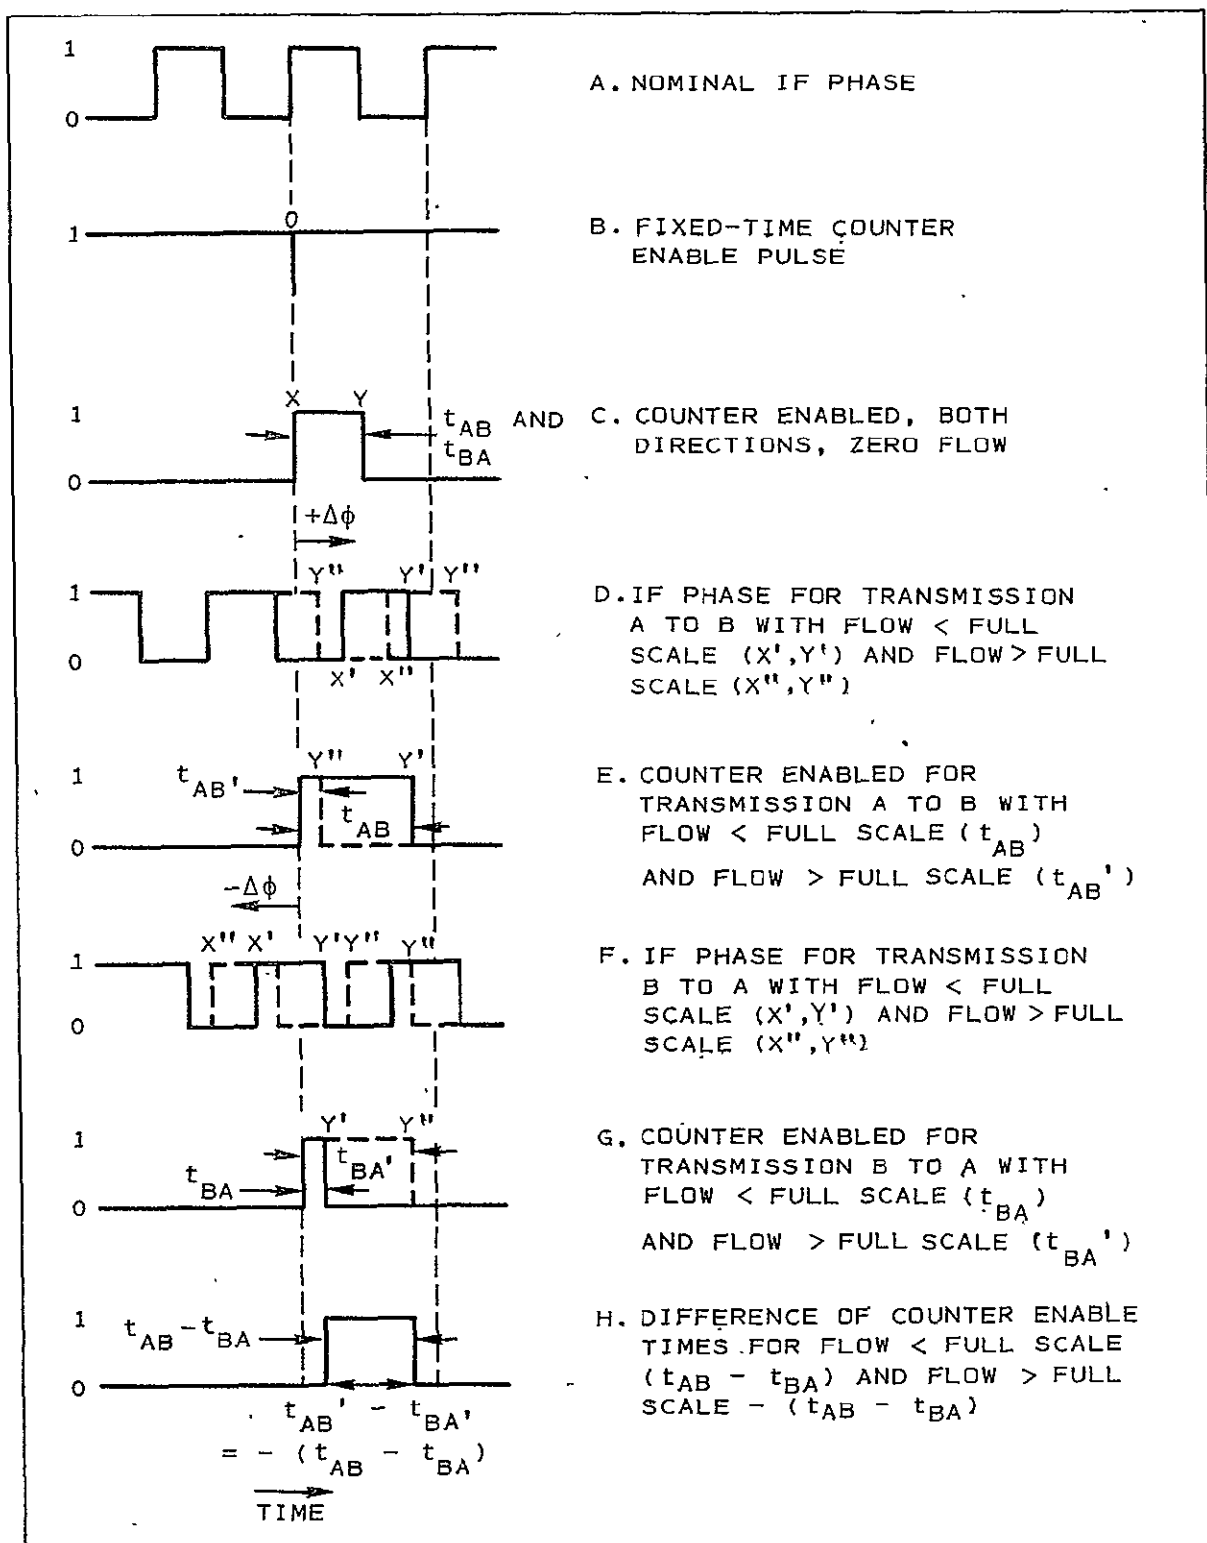 1
0
A. NOMINAL IF PHASE
0
1
B. FIXED-TIME COUNTER
ENABLE PULSE
X Y
1
0
t_AB AND
t_BA
C. COUNTER ENABLED, BOTH
DIRECTIONS, ZERO FLOW
+Δϕ
Y" Y' Y"
1
0
X' X"
D. IF PHASE FOR TRANSMISSION
A TO B WITH FLOW < FULL
SCALE (X',Y') AND FLOW > FULL
SCALE (X",Y")
Y" Y'
1
0
t_AB'
t_AB
E. COUNTER ENABLED FOR
TRANSMISSION A TO B WITH
FLOW < FULL SCALE (t_AB)
AND FLOW > FULL SCALE (t_AB')
-Δϕ
X" X' Y' Y" Y"
1
0
F. IF PHASE FOR TRANSMISSION
B TO A WITH FLOW < FULL
SCALE (X',Y') AND FLOW > FULL
SCALE (X",Y")
Y' Y"
1
0
t_BA'
t_BA
G. COUNTER ENABLED FOR
TRANSMISSION B TO A WITH
FLOW < FULL SCALE (t_BA)
AND FLOW > FULL SCALE (t_BA')
1
0
t_AB - t_BA
H. DIFFERENCE OF COUNTER ENABLE
TIMES FOR FLOW < FULL SCALE
(t_AB - t_BA) AND FLOW > FULL
SCALE - (t_AB - t_BA)
t_AB' - t_BA'
= - (t_AB - t_BA)
TIME